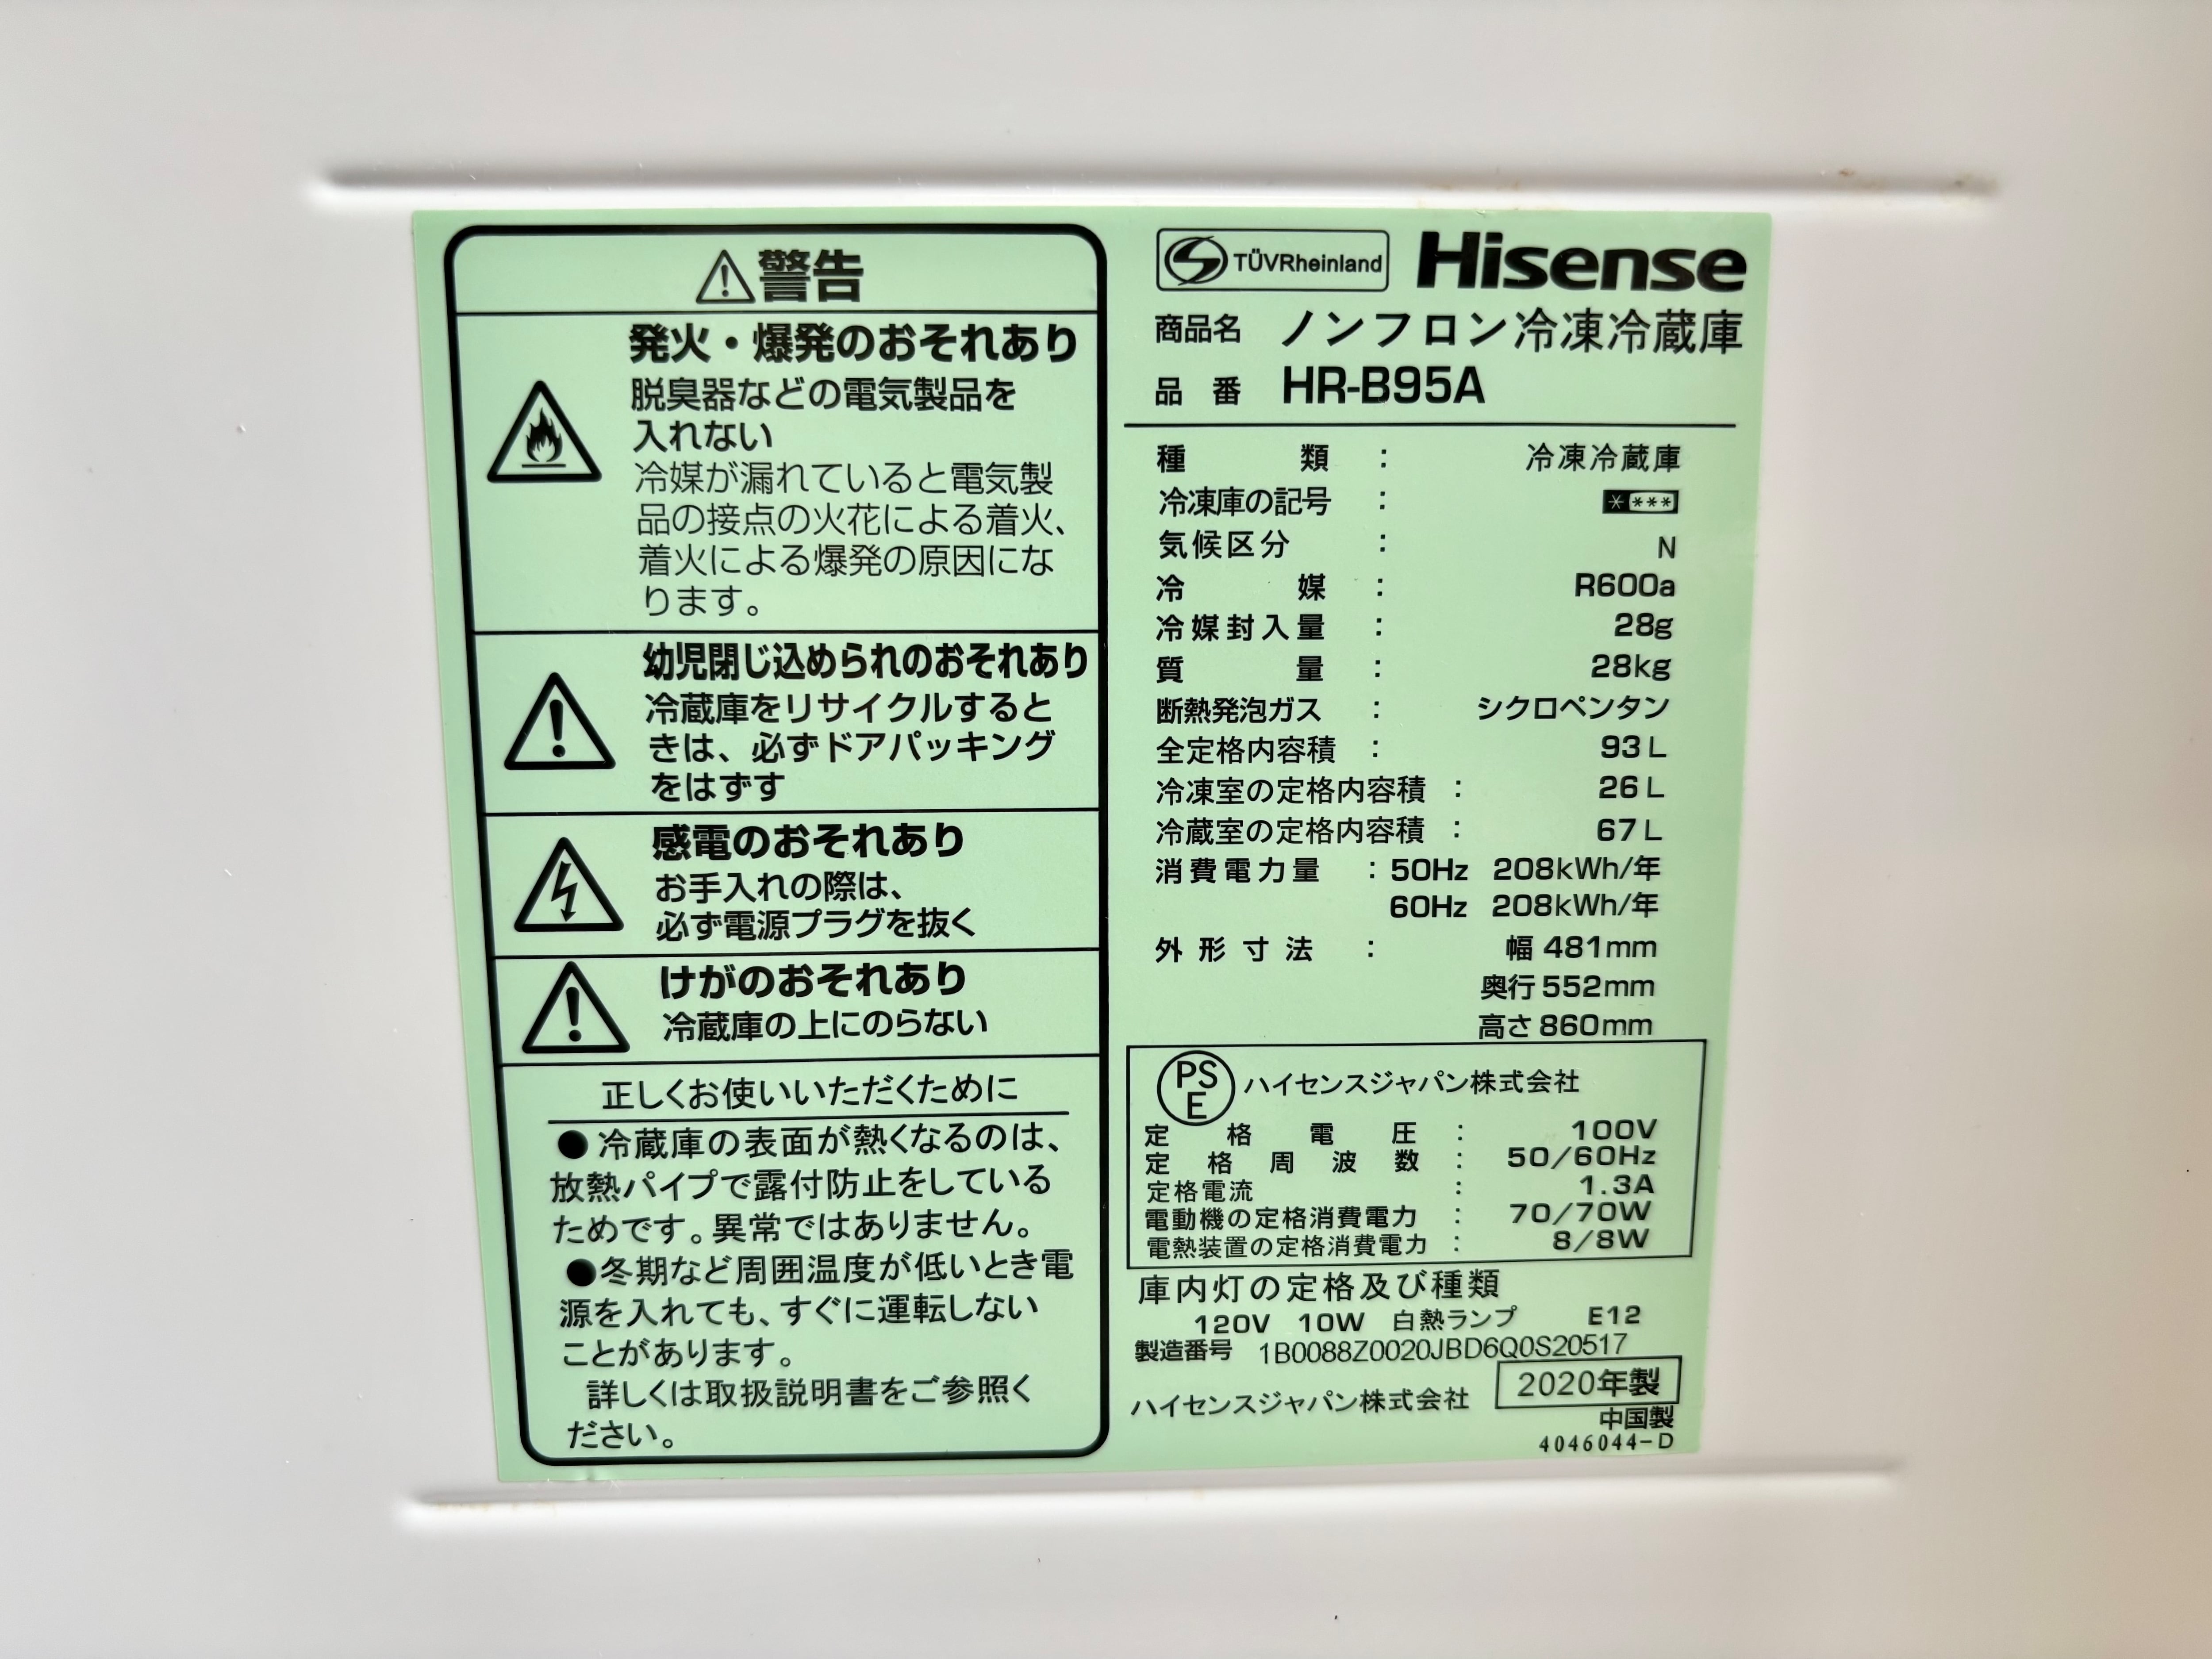 警告
発火・爆発のおそれあり
脱臭器などの電気製品を
入れない
冷媒が漏れていると電気製
品の接点の火花による着火、
着火による爆発の原因にな
ります。
幼児閉じ込められのおそれあり
冷蔵庫をリサイクルすると
きは、必ずドアパッキング
をはずす
感電のおそれあり
お手入れの際は、
必ず電源プラグを抜く
けがのおそれあり
冷蔵庫の上にのらない
正しくお使いいただくために
●冷蔵庫の表面が熱くなるのは、
放熱パイプで露付防止をしている
ためです。異常ではありません。
●冬期など周囲温度が低いとき電
源を入れても、すぐに運転しない
ことがあります。
詳しくは取扱説明書をご参照く
ださい。
TÜVRheinland Hisense
商品名 ノンフロン冷凍冷蔵庫
品番 HR-B95A
種類 : 冷凍冷蔵庫
冷凍庫の記号 : * ***
気候区分 : N
冷媒 : R600a
冷媒封入量 : 28g
質量 : 28kg
断熱発泡ガス : シクロペンタン
全定格内容積 : 93L
冷凍室の定格内容積 : 26L
冷蔵室の定格内容積 : 67L
消費電力量 : 50Hz 208kWh/年
60Hz 208kWh/年
外形寸法 : 幅481mm
奥行552mm
高さ860mm
PSE ハイセンスジャパン株式会社
定格電圧 : 100V
定格周波数 : 50/60Hz
定格電流 : 1.3A
電動機の定格消費電力 : 70/70W
電熱装置の定格消費電力 : 8/8W
庫内灯の定格及び種類
120V 10W 白熱ランプ E12
製造番号 1B0088Z0020JBD6Q0S20517
ハイセンスジャパン株式会社 2020年製
中国製
4046044-D